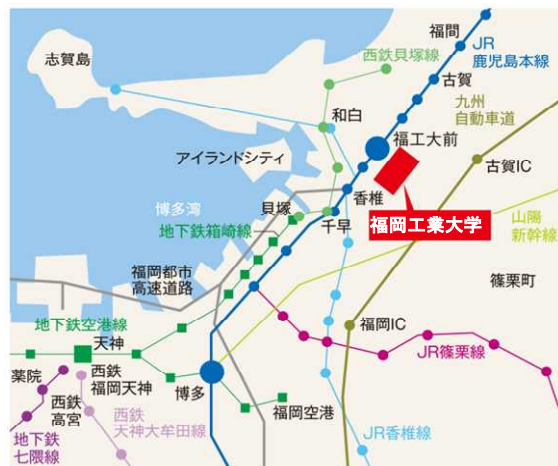 福間
JR
鹿児島本線
志賀島
西鉄貝塚線
古賀
九州
自動車道
和白
福工大前
アイランドシティ
古賀IC
香椎
博多湾
貝塚
福岡工業大学
千早
地下鉄箱崎線
山陽
新幹線
福岡都市
高速道路
篠栗町
地下鉄空港線
天神
福岡IC
JR篠栗線
薬院
西鉄
福岡天神
博多
西鉄
高宮
西鉄
天神大牟田線
福岡空港
地下鉄
七隈線
JR香椎線